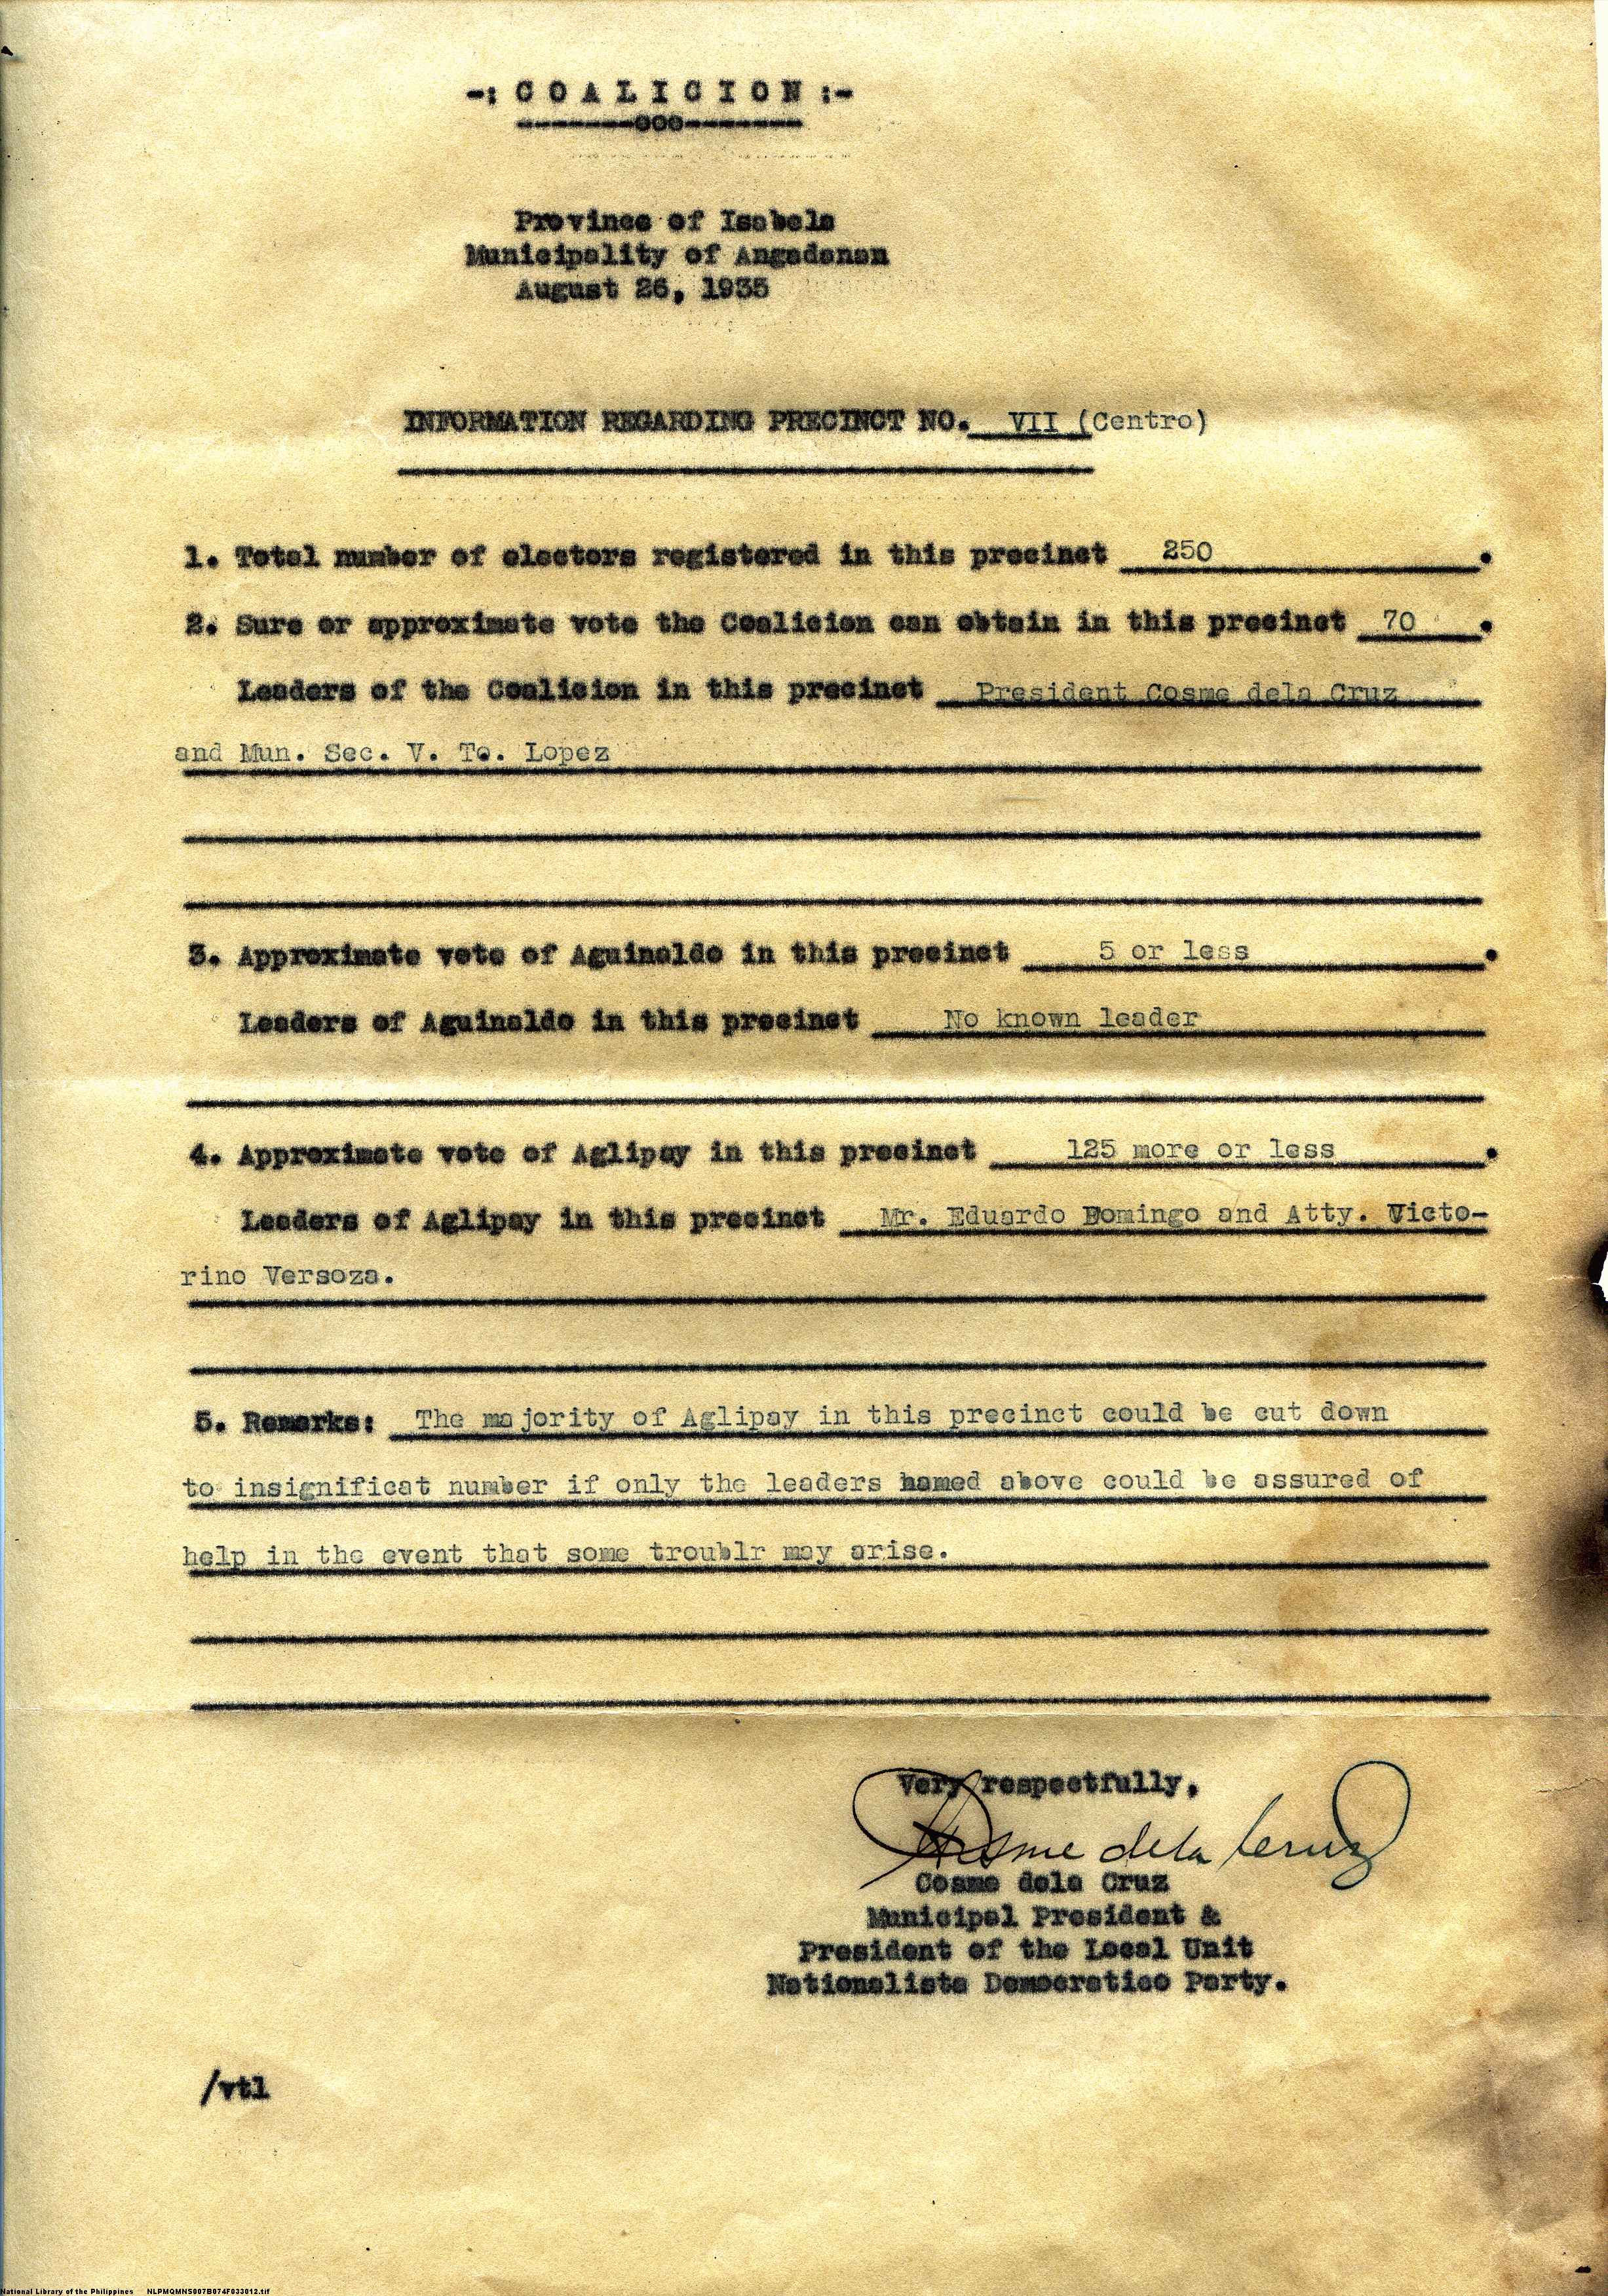 -: C O A L I C I O N :-
-------ooo-------
Province of Isabela
Municipality of Angadanan
August 26, 1935
INFORMATION REGARDING PRECINCT NO. VII (Centro)
1. Total number of electors registered in this precinct 250 .
2. Sure or approximate vote the Coalicion can obtain in this precinct 70 .
Leaders of the Coalicion in this precinct President Cosme dela Cruz
and Mun. Sec. V. To. Lopez
3. Approximate vote of Aguinaldo in this precinct 5 or less .
Leaders of Aguinaldo in this precinct No known leader
4. Approximate vote of Aglipay in this precinct 125 more or less .
Leaders of Aglipay in this precinct Mr. Eduardo Domingo and Atty. Victo-
rino Versoza.
5. Remarks: The majority of Aglipay in this precinct could be cut down
to insignificat number if only the leaders named above could be assured of
help in the event that some troublr may arise.
Very respectfully,
Cosme dela Cruz
Cosme dela Cruz
Municipal President &
President of the Local Unit
Nationalista Democratico Party.
/vtl
National Library of the Philippines NLPMQMNS007B074F033012.tif